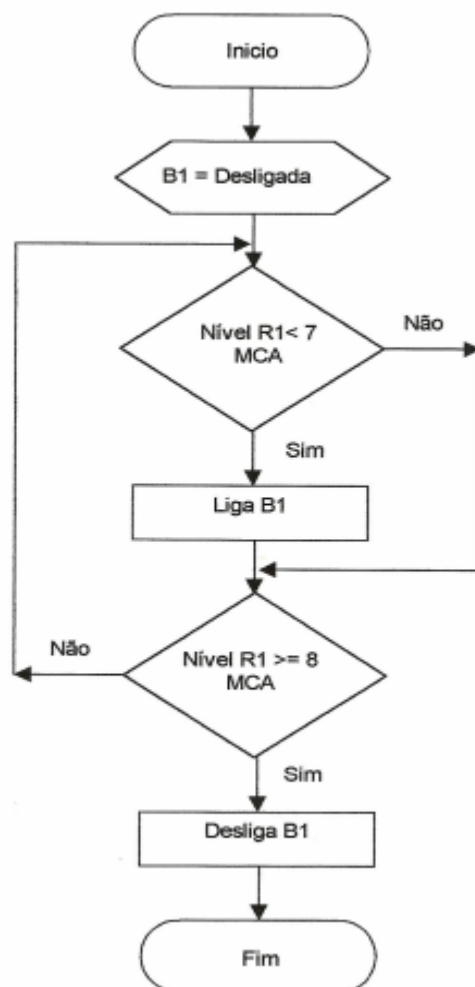 Inicio
B1 = Desligada
Nível R1< 7
MCA
Não
Sim
Liga B1
Não
Nível R1 >= 8
MCA
Sim
Desliga B1
Fim